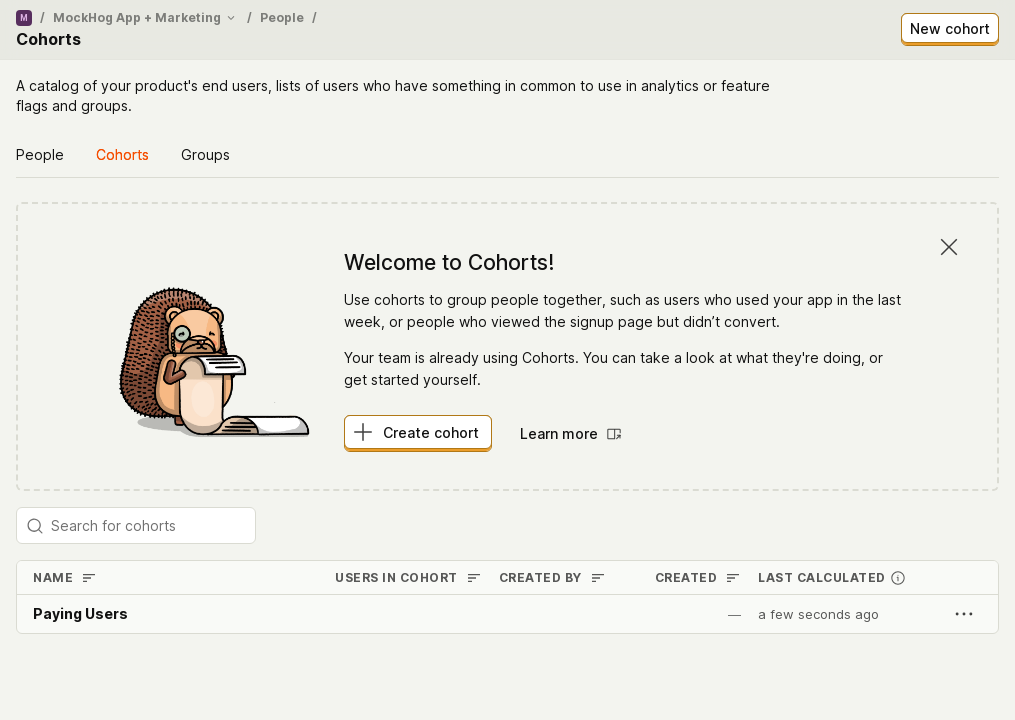 M / MockHog App + Marketing / People /
Cohorts
New cohort
A catalog of your product's end users, lists of users who have something in common to use in analytics or feature
flags and groups.
People Cohorts Groups
Welcome to Cohorts!
Use cohorts to group people together, such as users who used your app in the last
week, or people who viewed the signup page but didn’t convert.
Your team is already using Cohorts. You can take a look at what they're doing, or
get started yourself.
Create cohort Learn more
Search for cohorts
NAME USERS IN COHORT CREATED BY CREATED LAST CALCULATED
Paying Users — a few seconds ago